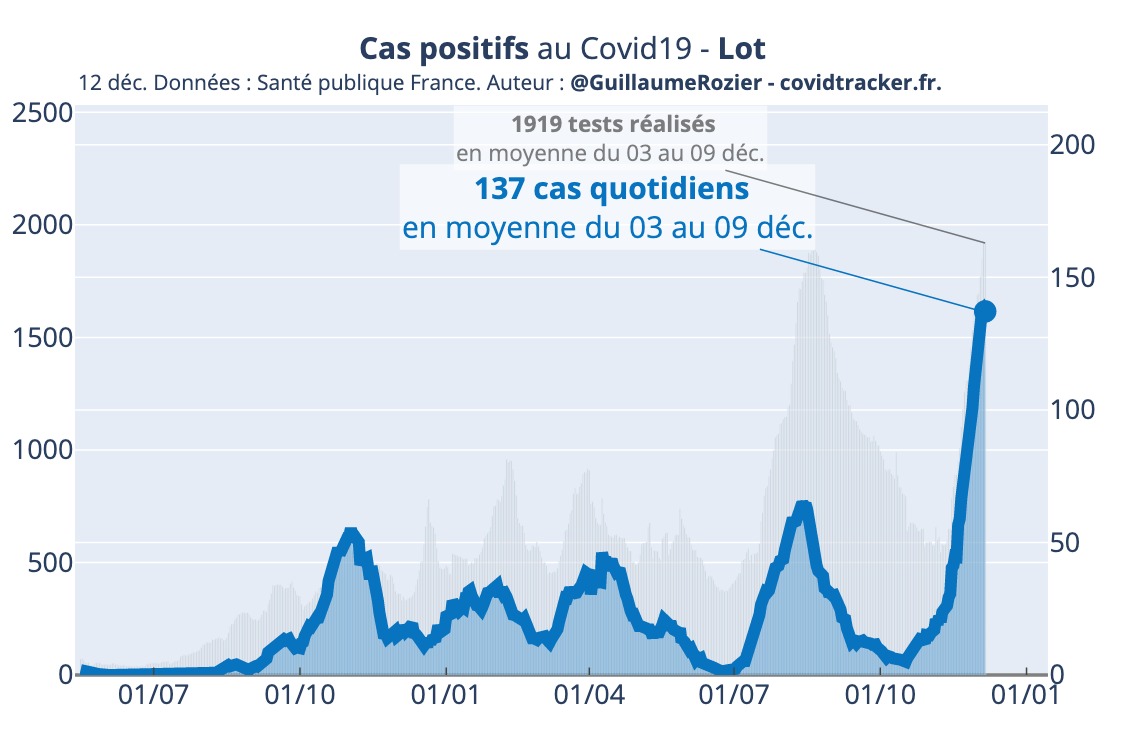 Cas positifs au Covid19 - Lot
12 déc. Données : Santé publique France. Auteur : @GuillaumeRozier - covidtracker.fr.
1919 tests réalisés
en moyenne du 03 au 09 déc.
137 cas quotidiens
en moyenne du 03 au 09 déc.
2500
2000
1500
1000
500
0
200
150
100
50
0
01/07 01/10 01/01 01/04 01/07 01/10 01/01